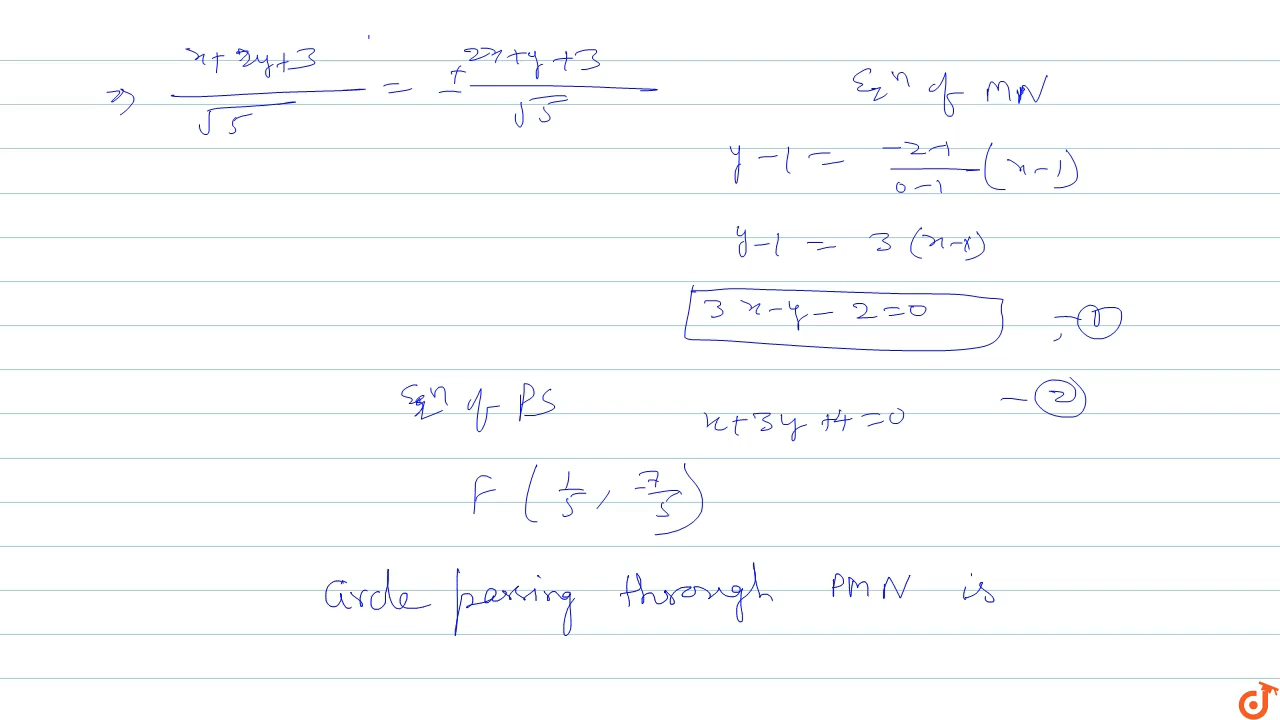 ⇒ (x+2y+3)/√5 = ± (2x+y+3)/√5
Eqⁿ of MN
y-1 = (-2-1)/(0-1) (x-1)
y-1 = 3 (x-1)
3x-y-2=0 -①
Eqⁿ of PS x+3y+4=0 -②
F (1/5, -7/5)
Circle passing through PMN is